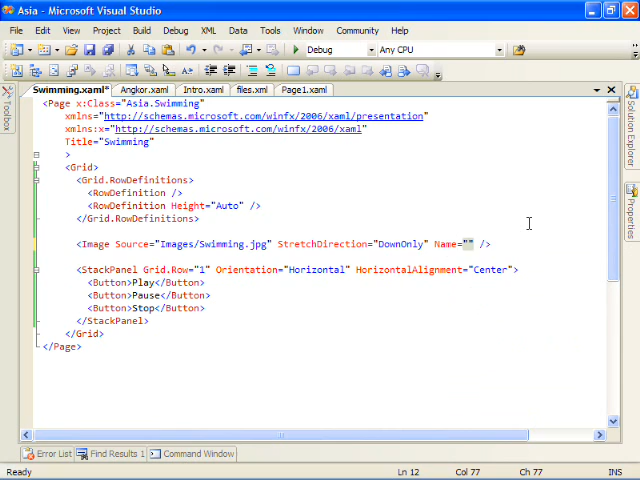 Asia - Microsoft Visual Studio
File Edit View Project Build Debug XML Data Tools Window Community Help
Debug Any CPU
Swimming.xaml* Angkor.xaml Intro.xaml files.xml Page1.xaml
Toolbox
Solution Explorer
Properties
<Page x:Class="Asia.Swimming"
xmlns="http://schemas.microsoft.com/winfx/2006/xaml/presentation"
xmlns:x="http://schemas.microsoft.com/winfx/2006/xaml"
Title="Swimming"
>
<Grid>
<Grid.RowDefinitions>
<RowDefinition />
<RowDefinition Height="Auto" />
</Grid.RowDefinitions>
<Image Source="Images/Swimming.jpg" StretchDirection="DownOnly" Name="" />
<StackPanel Grid.Row="1" Orientation="Horizontal" HorizontalAlignment="Center">
<Button>Play</Button>
<Button>Pause</Button>
<Button>Stop</Button>
</StackPanel>
</Grid>
</Page>
Error List Find Results 1 Command Window
Ready Ln 12 Col 77 Ch 77 INS